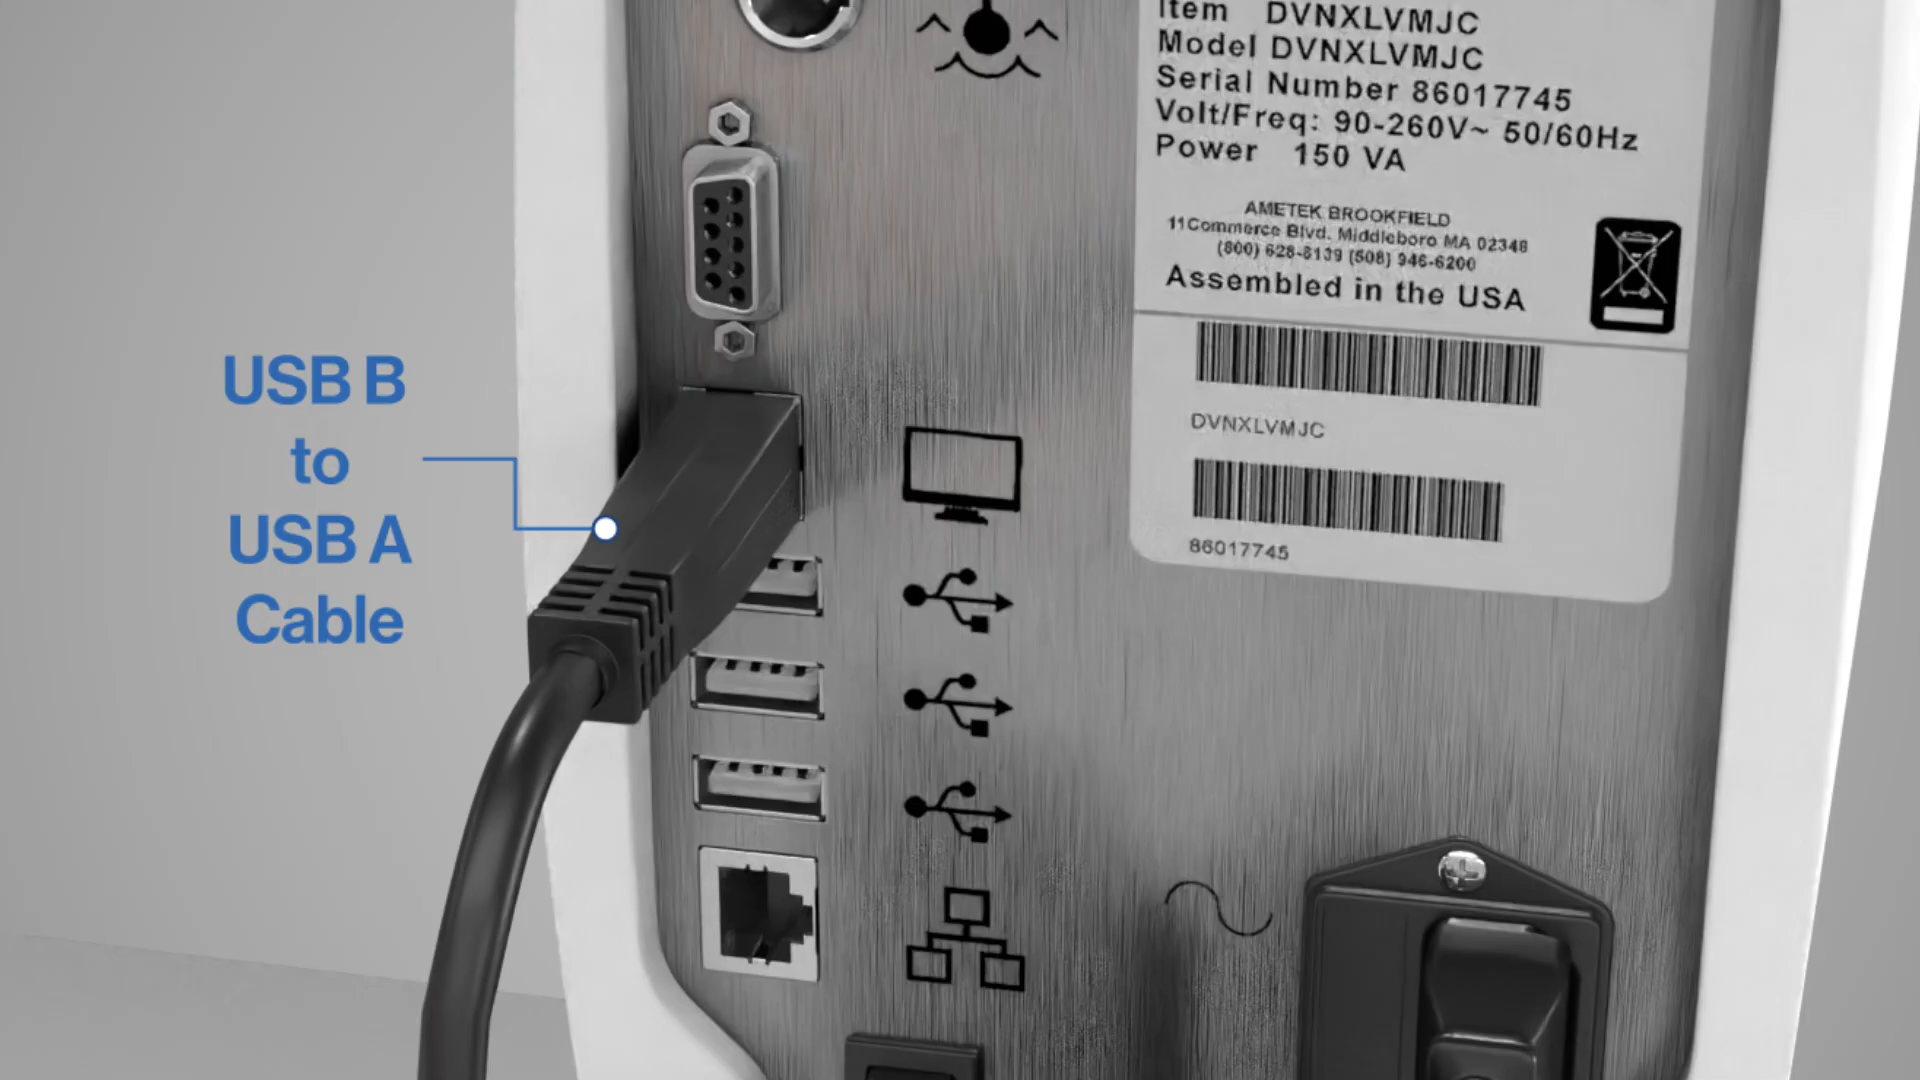 Item DVNXLVMJC
Model DVNXLVMJC
Serial Number 86017745
Volt/Freq: 90-260V~ 50/60Hz
Power 150 VA
AMETEK BROOKFIELD
11Commerce Blvd. Middleboro MA 02348
(800) 628-8139 (508) 946-6200
Assembled in the USA
DVNXLVMJC
86017745
USB B
to
USB A
Cable